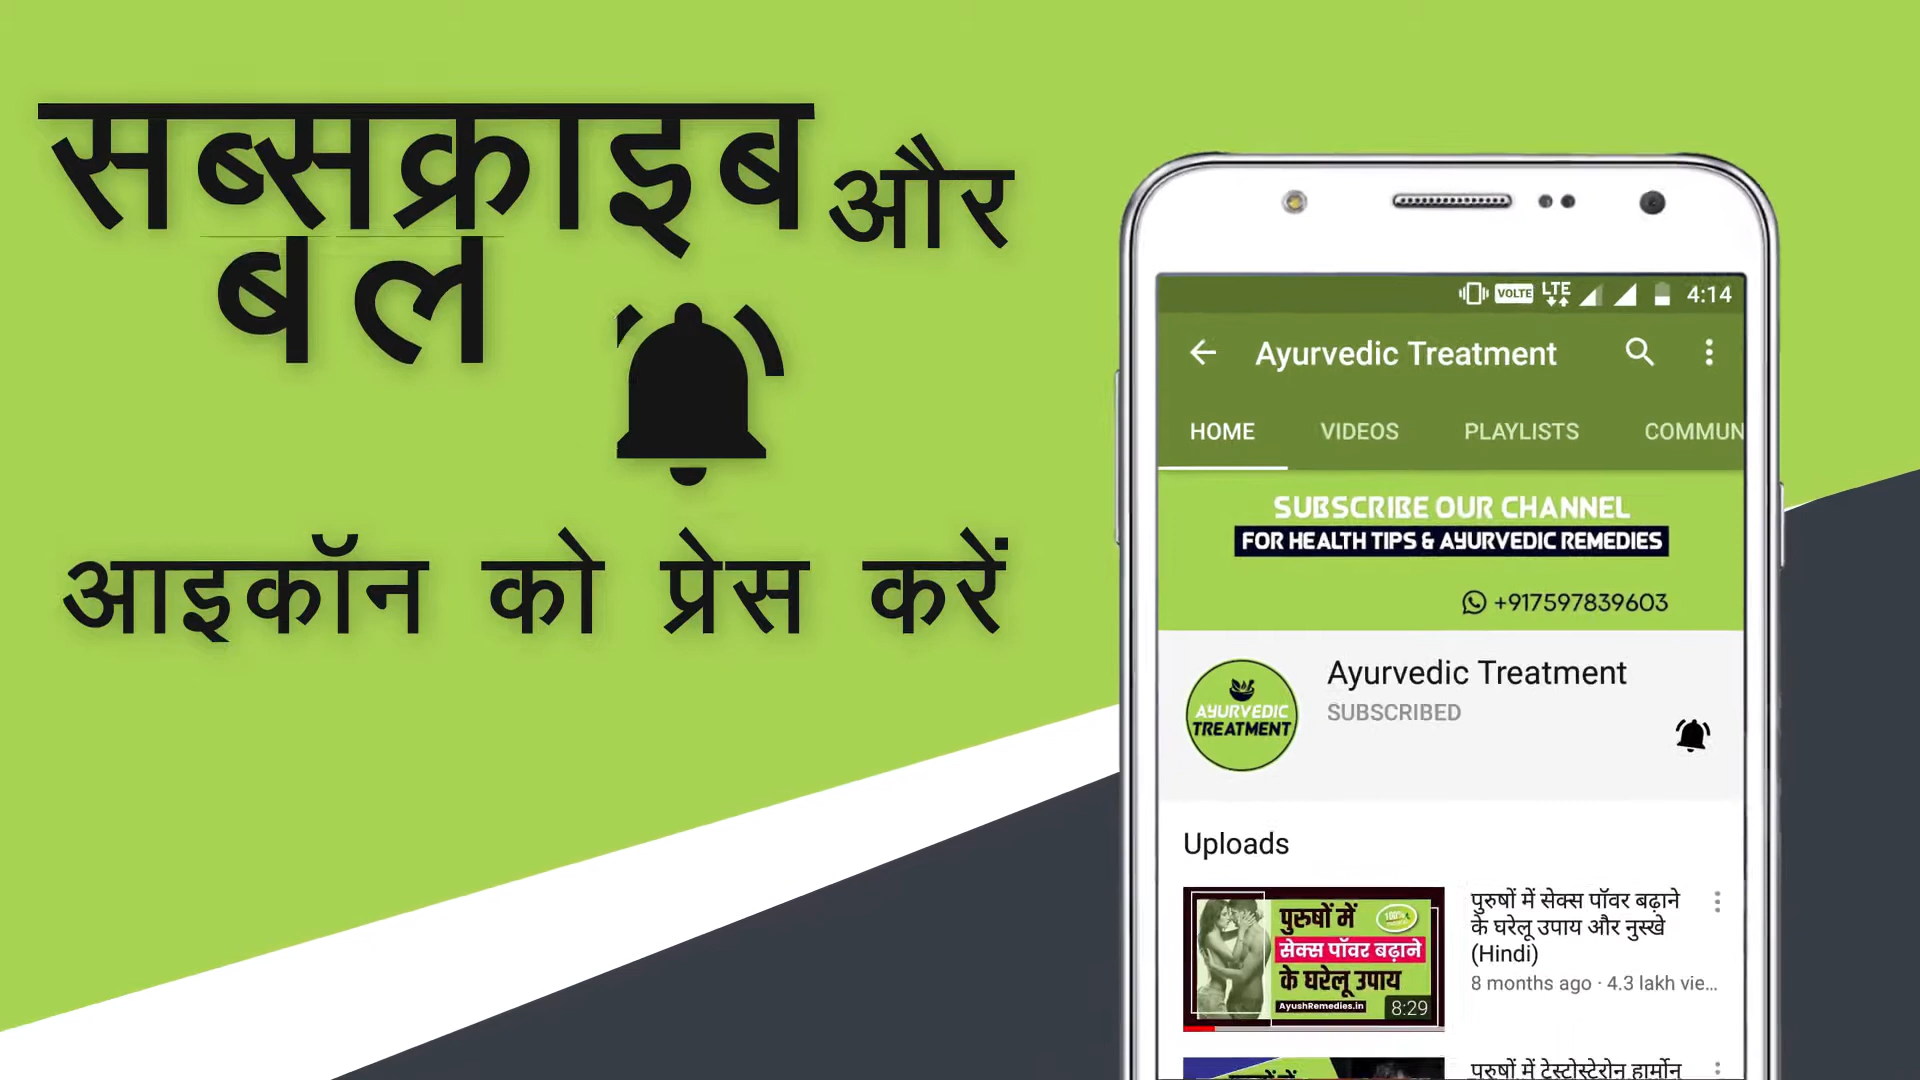 सब्सक्राइब और
बल
आइकॉन को प्रेस करें
VOLTE LTE 4:14
Ayurvedic Treatment
HOME VIDEOS PLAYLISTS COMMUN
SUBSCRIBE OUR CHANNEL
FOR HEALTH TIPS & AYURVEDIC REMEDIES
+917597839603
Ayurvedic Treatment
SUBSCRIBED
AYURVEDIC
TREATMENT
Uploads
पुरुषों में
100%
सेक्स पॉवर बढ़ाने
के घरेलू उपाय
AyushRemedies.in
8:29
पुरुषों में सेक्स पॉवर बढ़ाने
के घरेलू उपाय और नुस्खे
(Hindi)
8 months ago · 4.3 lakh vie...
पुरुषों में टेस्टोस्टेरोन हार्मोन